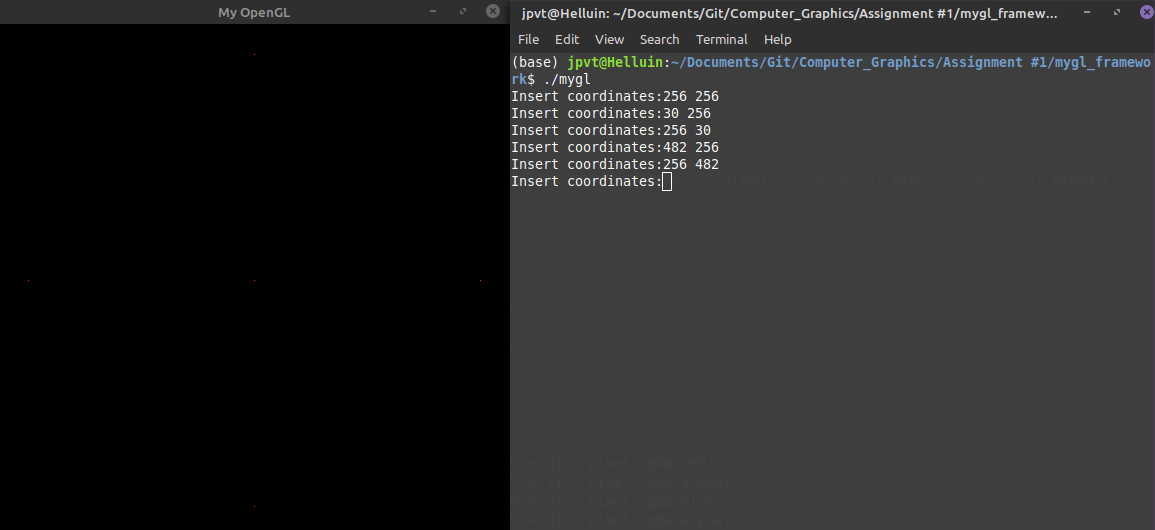 My OpenGL
jpvt@Helluin: ~/Documents/Git/Computer_Graphics/Assignment #1/mygl_framew...
File Edit View Search Terminal Help
(base) jpvt@Helluin:~/Documents/Git/Computer_Graphics/Assignment #1/mygl_framewo
rk$ ./mygl
Insert coordinates:256 256
Insert coordinates:30 256
Insert coordinates:256 30
Insert coordinates:482 256
Insert coordinates:256 482
Insert coordinates: